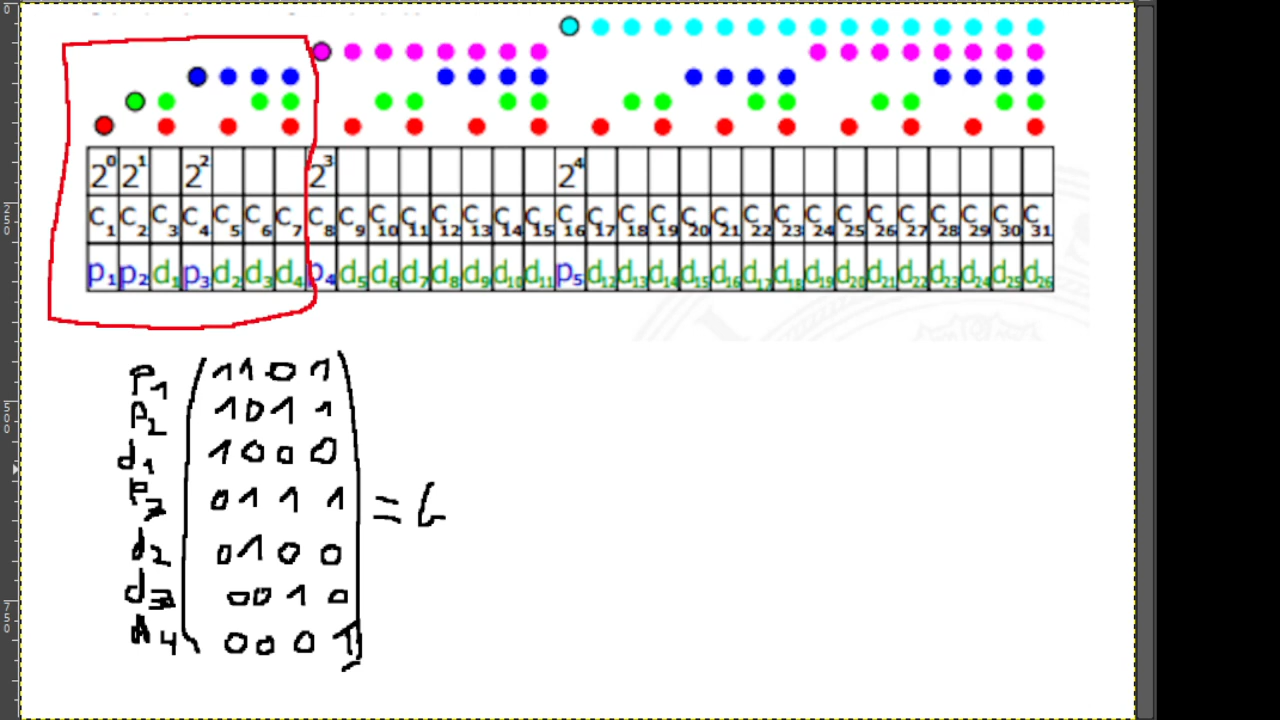 2⁰ 2¹ 2² 2³ 2⁴
C₁ C₂ C₃ C₄ C₅ C₆ C₇ C₈ C₉ C₁₀ C₁₁ C₁₂ C₁₃ C₁₄ C₁₅ C₁₆ C₁₇ C₁₈ C₁₉ C₂₀ C₂₁ C₂₂ C₂₃ C₂₄ C₂₅ C₂₆ C₂₇ C₂₈ C₂₉ C₃₀ C₃₁
p₁ p₂ d₁ p₃ d₂ d₃ d₄ p₄ d₅ d₆ d₇ d₈ d₉ d₁₀ d₁₁ p₅ d₁₂ d₁₃ d₁₄ d₁₅ d₁₆ d₁₇ d₁₈ d₁₉ d₂₀ d₂₁ d₂₂ d₂₃ d₂₄ d₂₅ d₂₆
P₁ 1 1 0 1
P₂ 1 0 1 1
d₁ 1 0 0 0
P₃ 0 1 1 1 = G
d₂ 0 1 0 0
d₃ 0 0 1 0
d₄ 0 0 0 1